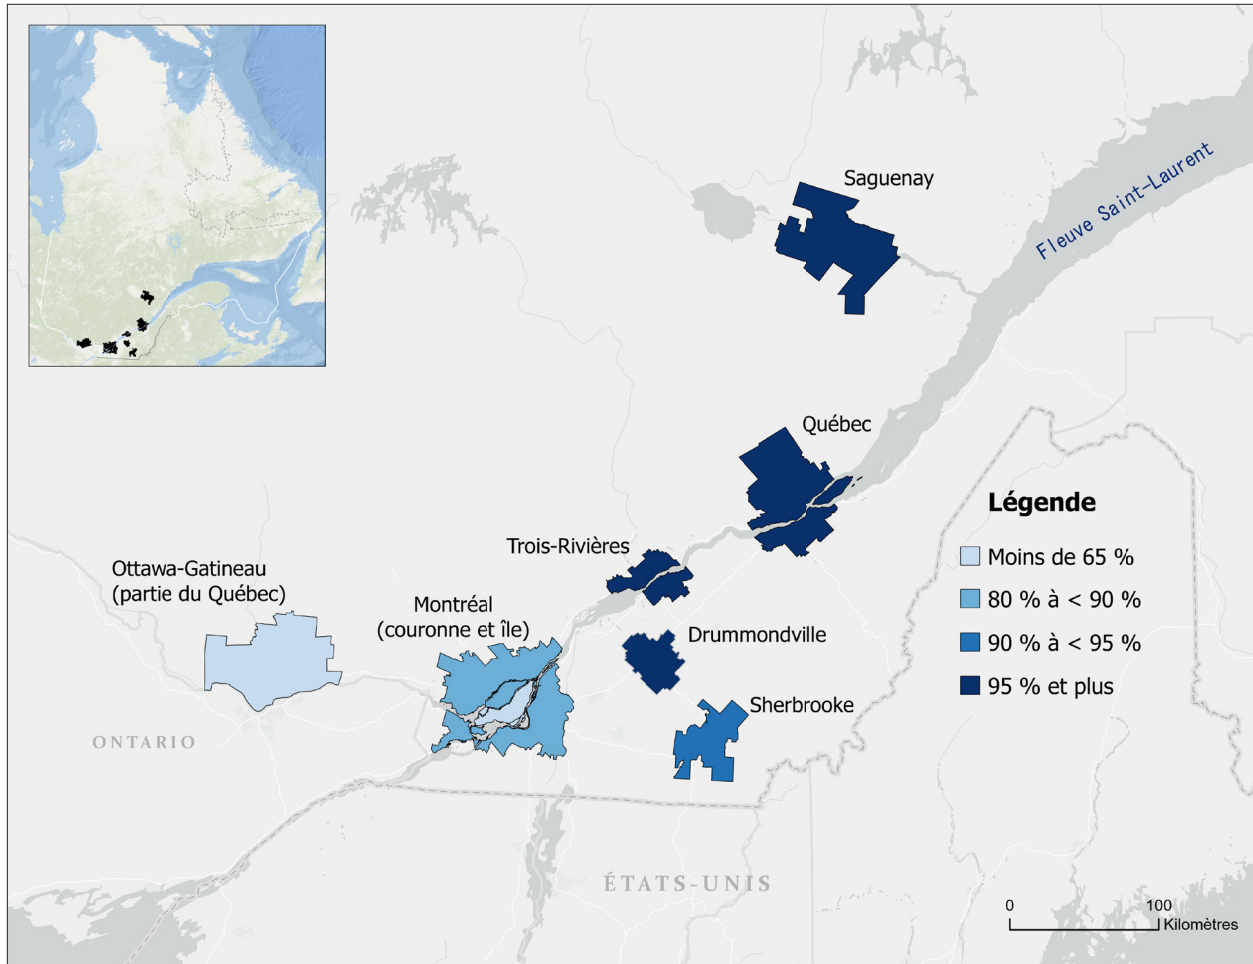 Saguenay
Fleuve Saint-Laurent
Québec
Légende
Moins de 65 %
80 % à < 90 %
90 % à < 95 %
95 % et plus
Trois-Rivières
Ottawa-Gatineau
(partie du Québec)
Montréal
(couronne et île)
Drummondville
Sherbrooke
ONTARIO
ÉTATS-UNIS
0 100
Kilomètres